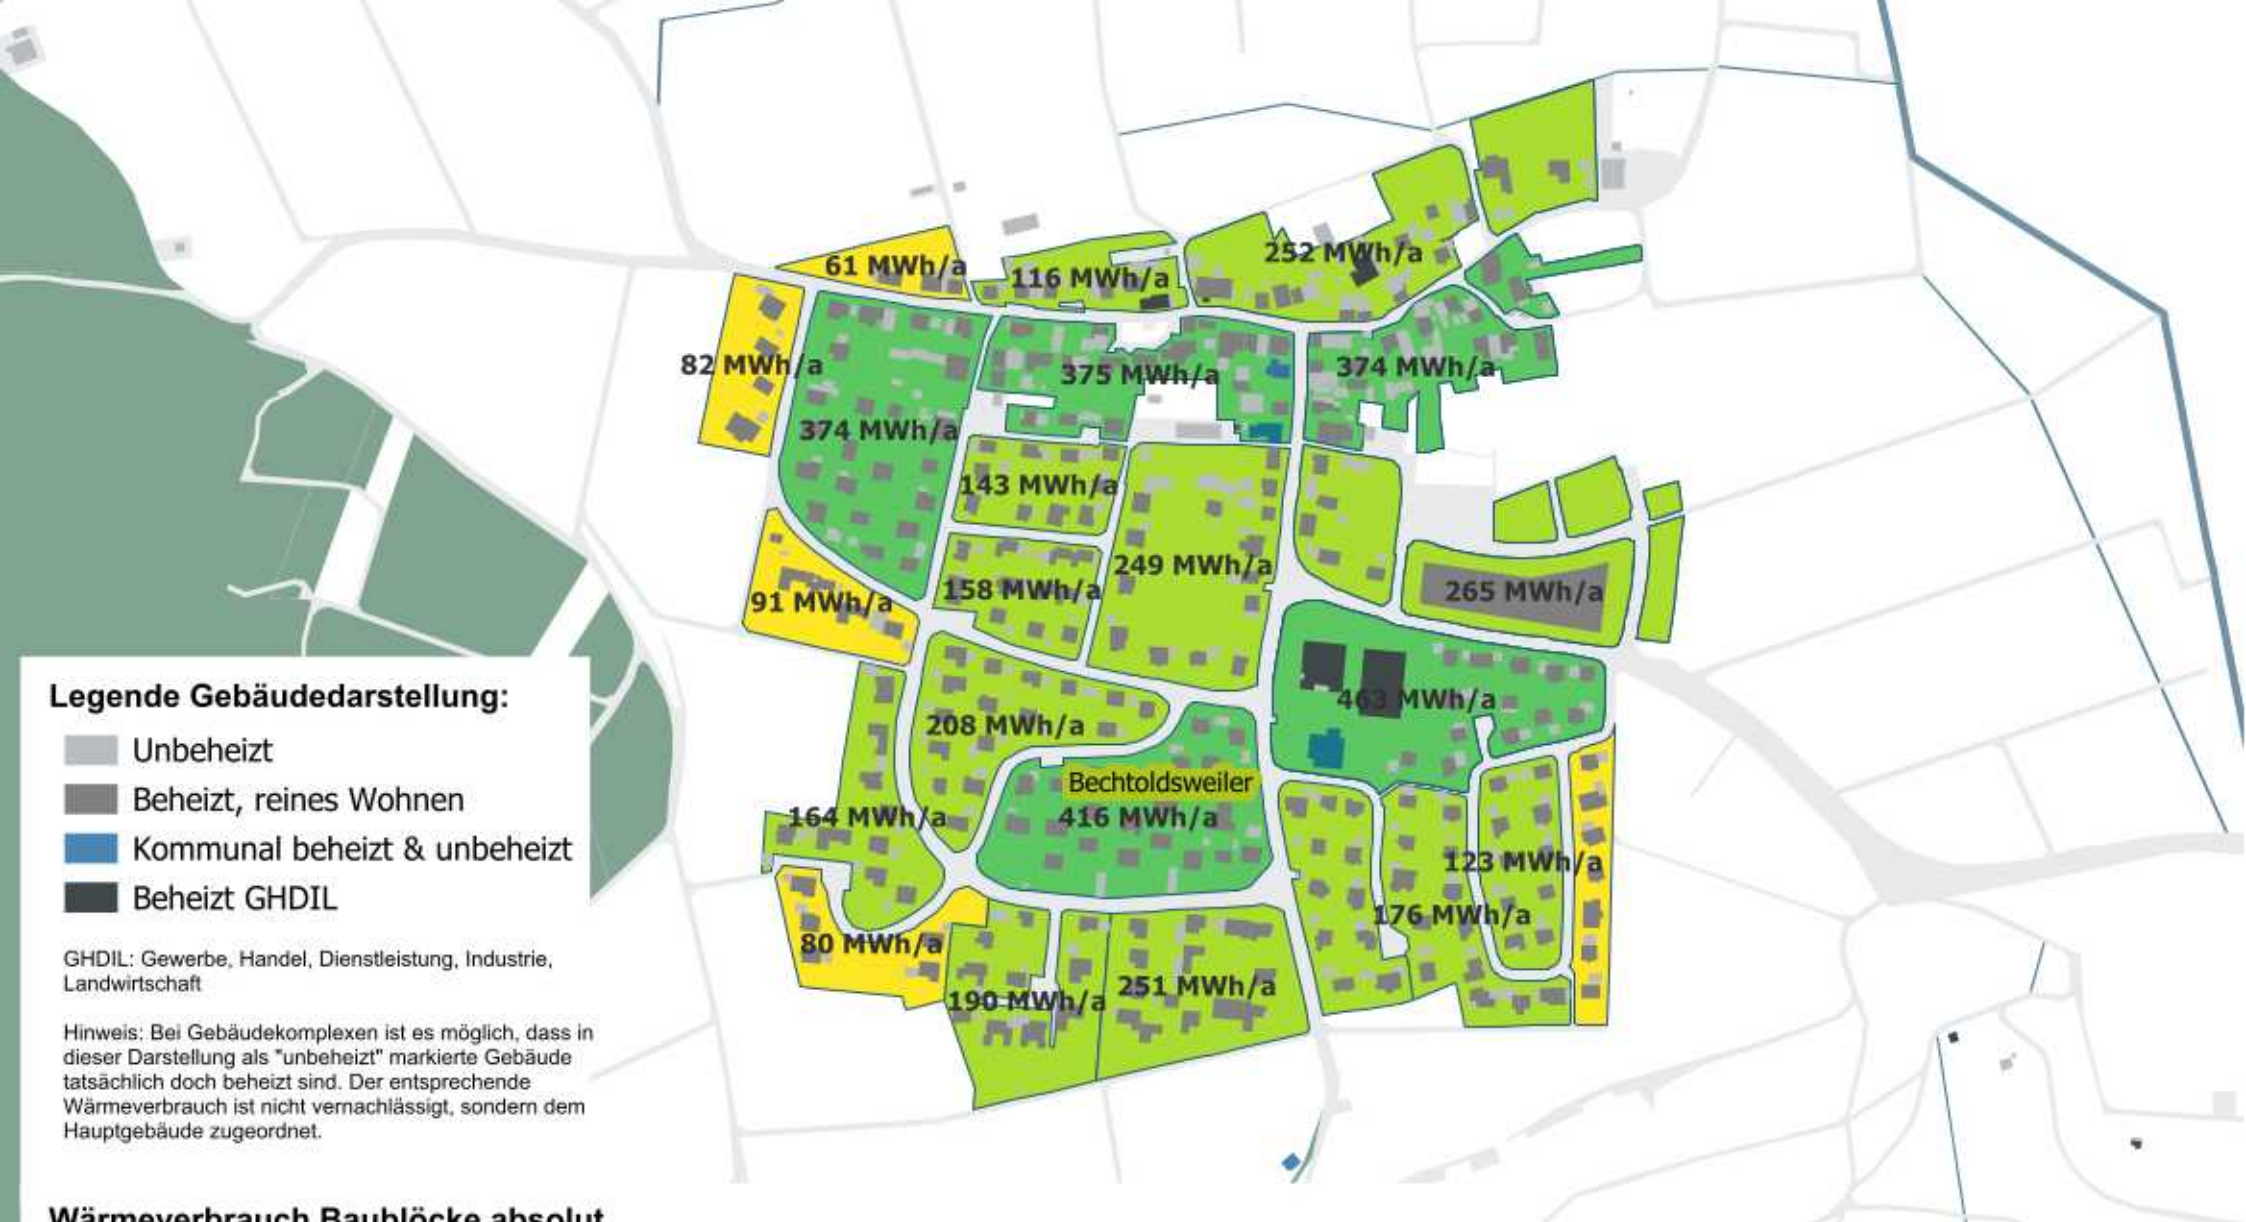 252 MWh/a
61 MWh/a
116 MWh/a
82 MWh/a
375 MWh/a
374 MWh/a
374 MWh/a
143 MWh/a
249 MWh/a
158 MWh/a
265 MWh/a
91 MWh/a
463 MWh/a
208 MWh/a
Bechtoldsweiler
164 MWh/a
416 MWh/a
123 MWh/a
176 MWh/a
80 MWh/a
251 MWh/a
190 MWh/a
Legende Gebäudedarstellung:
Unbeheizt
Beheizt, reines Wohnen
Kommunal beheizt & unbeheizt
Beheizt GHDIL
GHDIL: Gewerbe, Handel, Dienstleistung, Industrie,
Landwirtschaft
Hinweis: Bei Gebäudekomplexen ist es möglich, dass in
dieser Darstellung als "unbeheizt" markierte Gebäude
tatsächlich doch beheizt sind. Der entsprechende
Wärmeverbrauch ist nicht vernachlässigt, sondern dem
Hauptgebäude zugeordnet.
Wärmeverbrauch Baublöcke absolut